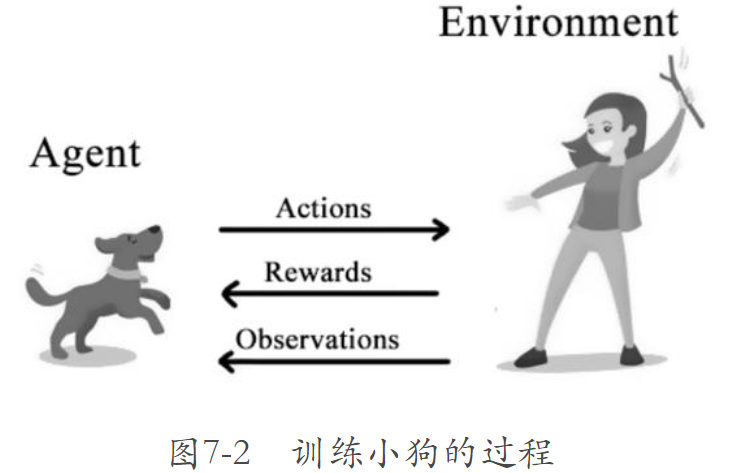 Environment
Agent
Actions
Rewards
Observations
图7-2 训练小狗的过程